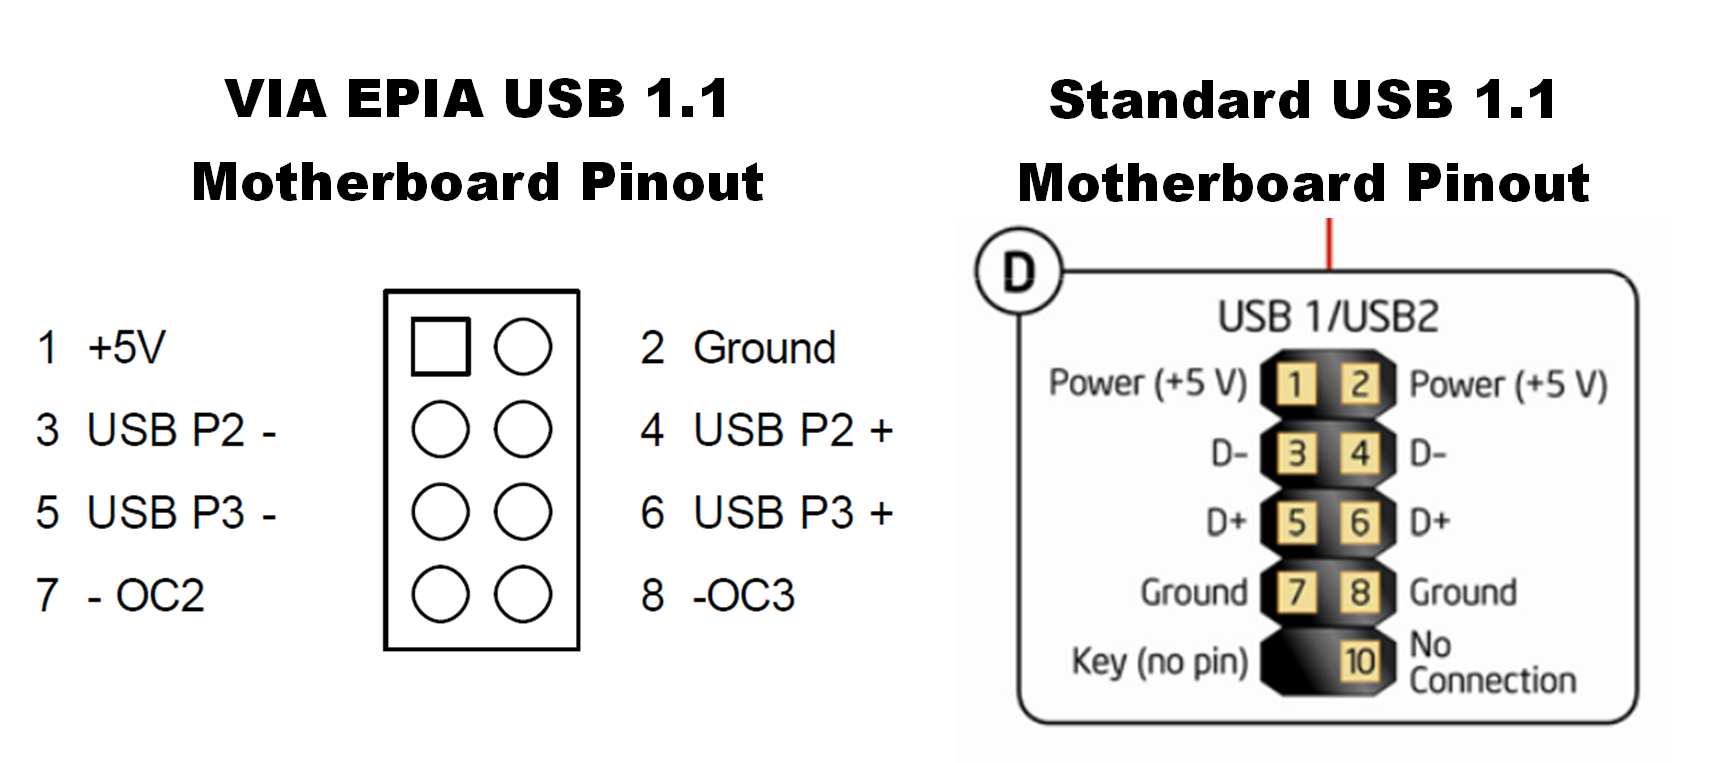 VIA EPIA USB 1.1
Motherboard Pinout
1 +5V
2 Ground
3 USB P2 -
4 USB P2 +
5 USB P3 -
6 USB P3 +
7 - OC2
8 -OC3
Standard USB 1.1
Motherboard Pinout
D
USB 1/USB2
Power (+5 V) 1 2 Power (+5 V)
D- 3 4 D-
D+ 5 6 D+
Ground 7 8 Ground
Key (no pin) 10 No
Connection